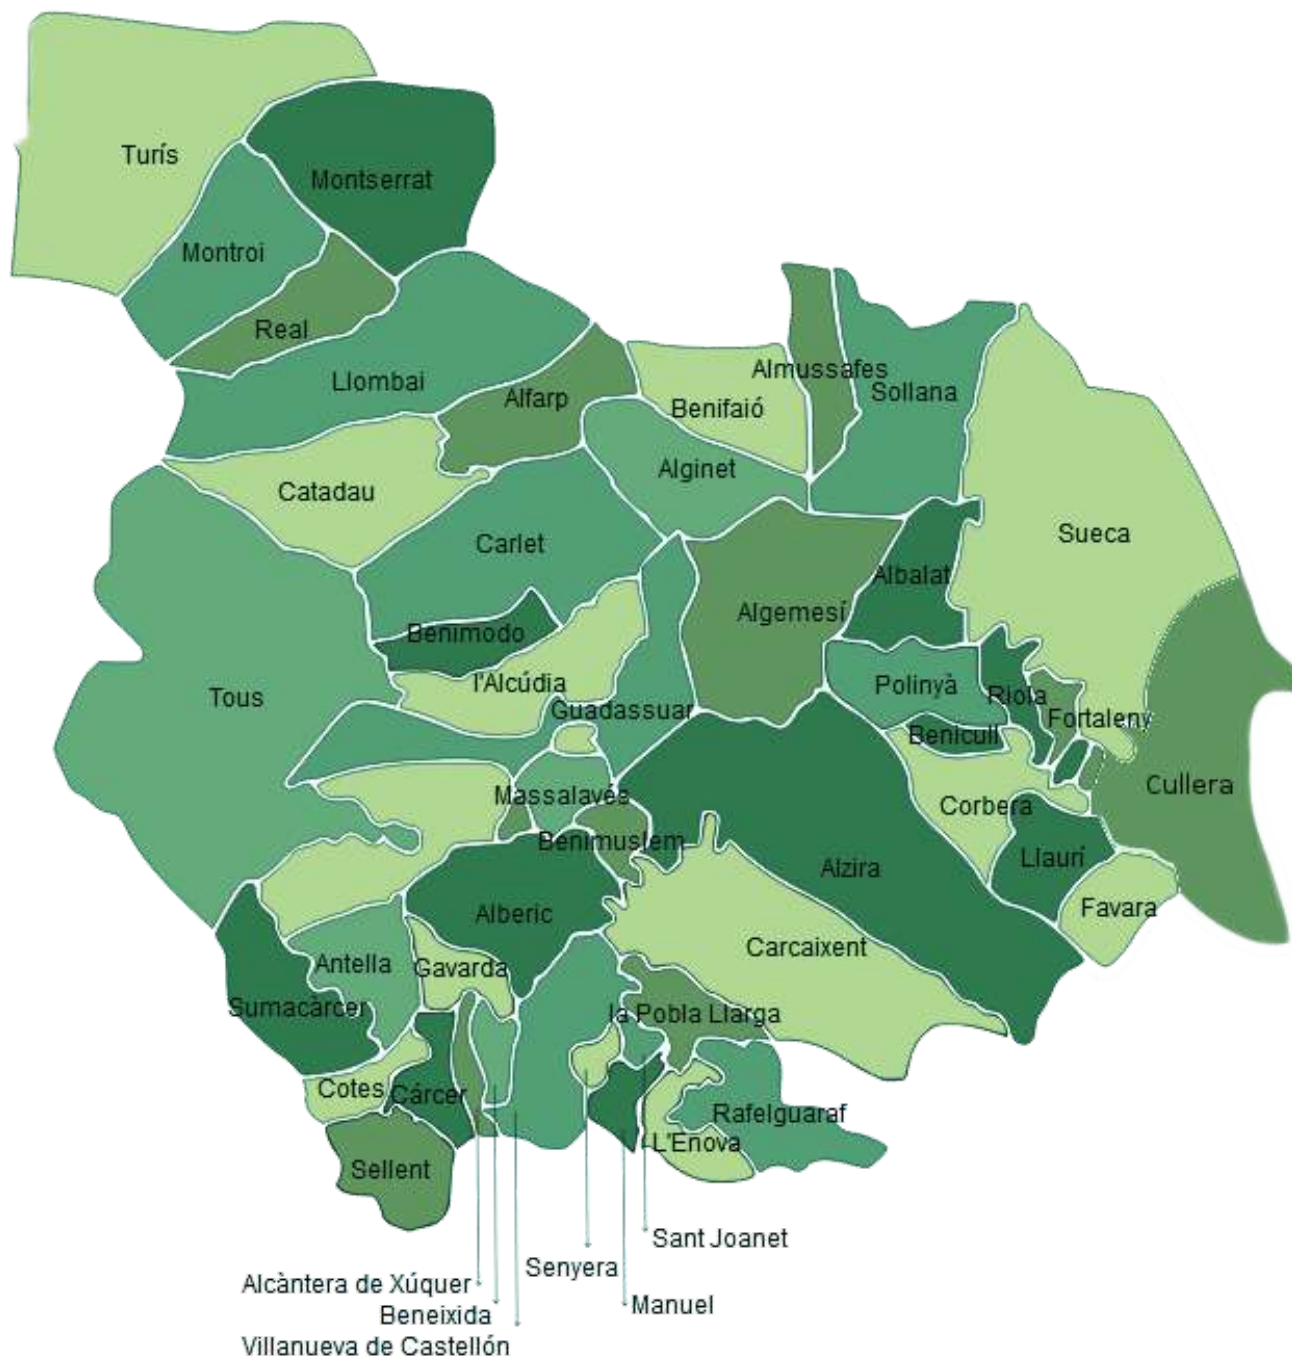 Turís
Montserrat
Montroi
Real
Llombai
Alfarp
Almussafes
Sollana
Benifaió
Alginet
Catadau
Carlet
Sueca
Albalat
Algemesí
Benimodo
l'Alcúdia
Tous
Polinyà
Riola
Guadassuar
Fortaleny
Benicull
Cullera
Massalavés
Corbera
Benimuslem
Alzira
Llaurí
Favara
Alberic
Carcaixent
Antella
Gavarda
Sumacàrcer
la Pobla Llarga
Cotes
Cárcer
Rafelguaraf
L'Enova
Sellent
Sant Joanet
Senyera
Alcàntera de Xúquer
Manuel
Beneixida
Villanueva de Castellón